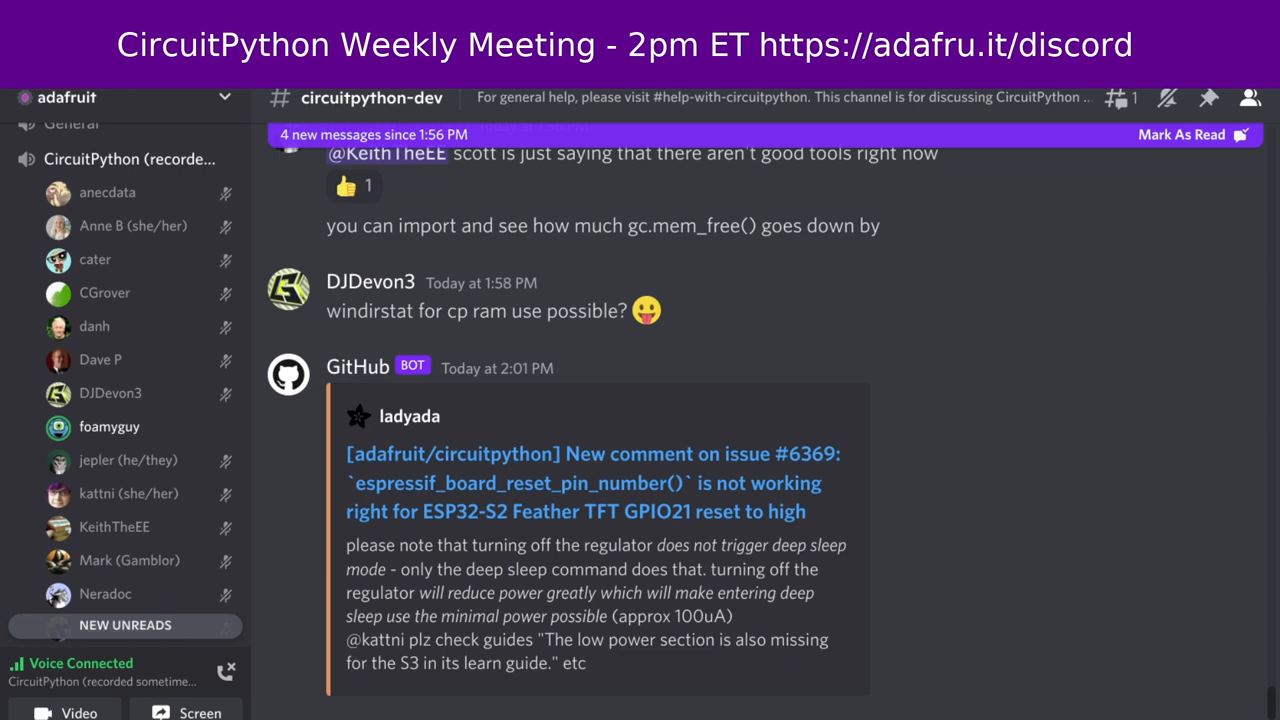 CircuitPython Weekly Meeting - 2pm ET https://adafru.it/discord
adafruit
circuitpython-dev
For general help, please visit #help-with-circuitpython. This channel is for discussing CircuitPython ...
1
General
4 new messages since 1:56 PM
Mark As Read
CircuitPython (recorde...
@KeithTheEE scott is just saying that there aren't good tools right now
👍 1
you can import and see how much gc.mem_free() goes down by
anecdata
Anne B (she/her)
cater
CGrover
danh
Dave P
DJDevon3
foamyguy
jepler (he/they)
kattni (she/her)
KeithTheEE
Mark (Gamblor)
Neradoc
NEW UNREADS
Voice Connected
CircuitPython (recorded sometime...
Video
Screen
DJDevon3 Today at 1:58 PM
windirstat for cp ram use possible? 😛
GitHub BOT Today at 2:01 PM
ladyada
[adafruit/circuitpython] New comment on issue #6369:
`espressif_board_reset_pin_number()` is not working
right for ESP32-S2 Feather TFT GPIO21 reset to high
please note that turning off the regulator does not trigger deep sleep
mode - only the deep sleep command does that. turning off the
regulator will reduce power greatly which will make entering deep
sleep use the minimal power possible (approx 100uA)
@kattni plz check guides "The low power section is also missing
for the S3 in its learn guide." etc